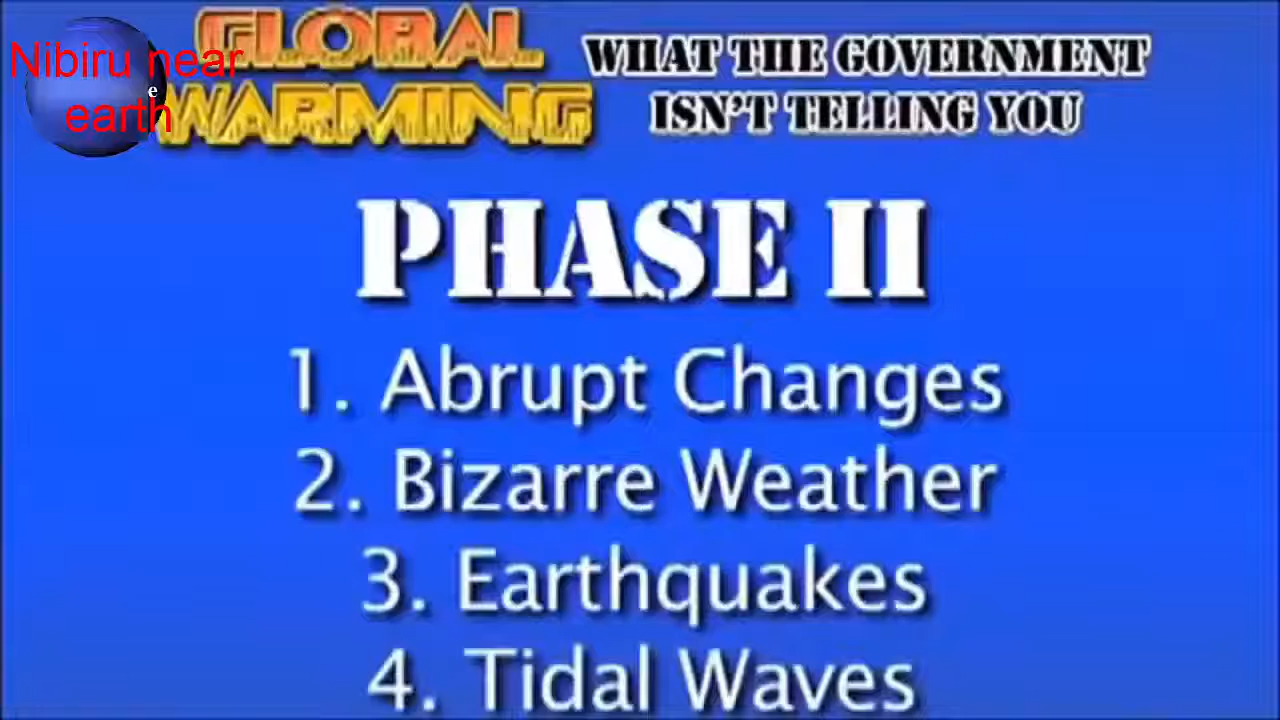 Nibiru near
earth
e
GLOBAL
WARMING
WHAT THE GOVERNMENT
ISN'T TELLING YOU
PHASE II
1. Abrupt Changes
2. Bizarre Weather
3. Earthquakes
4. Tidal Waves